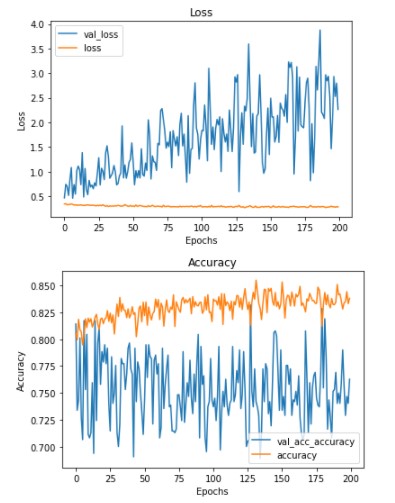 Loss
4.0
val_loss
loss
3.5
3.0
2.5
2.0
1.5
1.0
0.5
Loss
0 25 50 75 100 125 150 175 200
Epochs
Accuracy
0.850
0.825
0.800
0.775
0.750
0.725
0.700
Accuracy
val_acc_accuracy
accuracy
0 25 50 75 100 125 150 175 200
Epochs